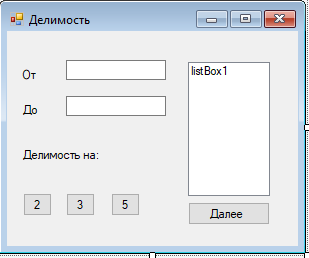 Делимость
От
listBox1
До
Делимость на:
2 3 5
Далее